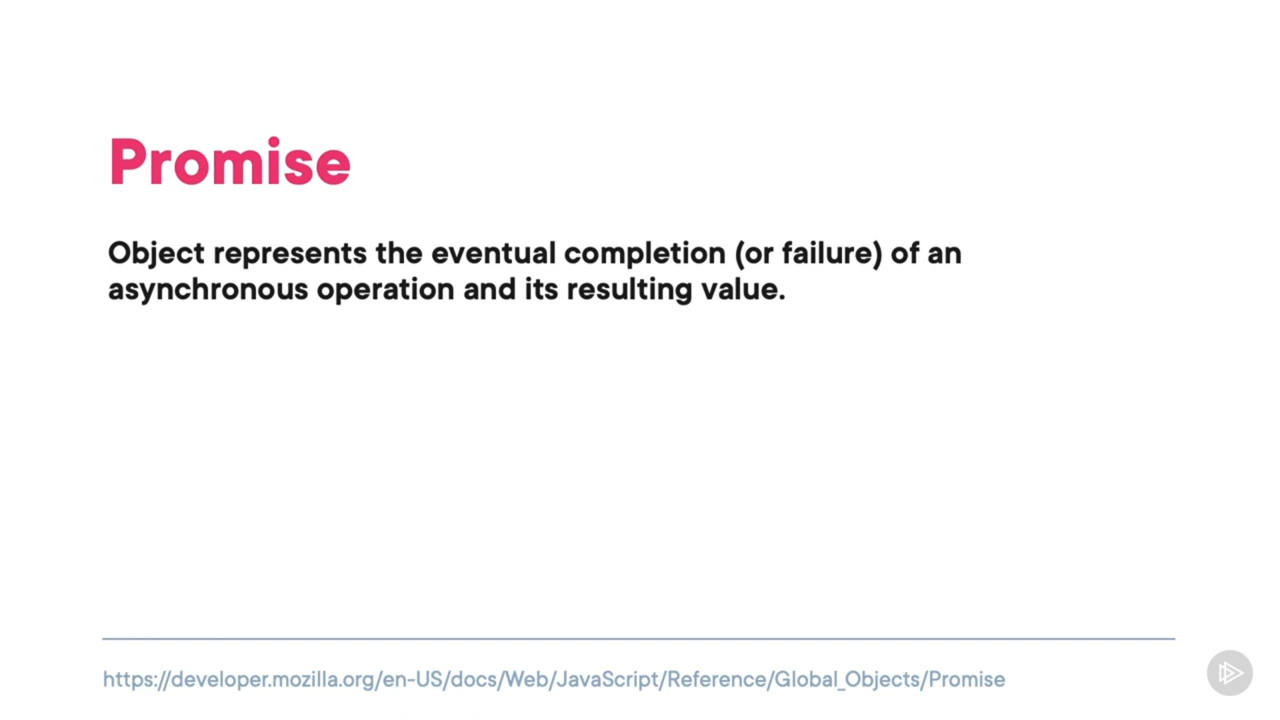 Promise
Object represents the eventual completion (or failure) of an
asynchronous operation and its resulting value.
https://developer.mozilla.org/en-US/docs/Web/JavaScript/Reference/Global_Objects/Promise